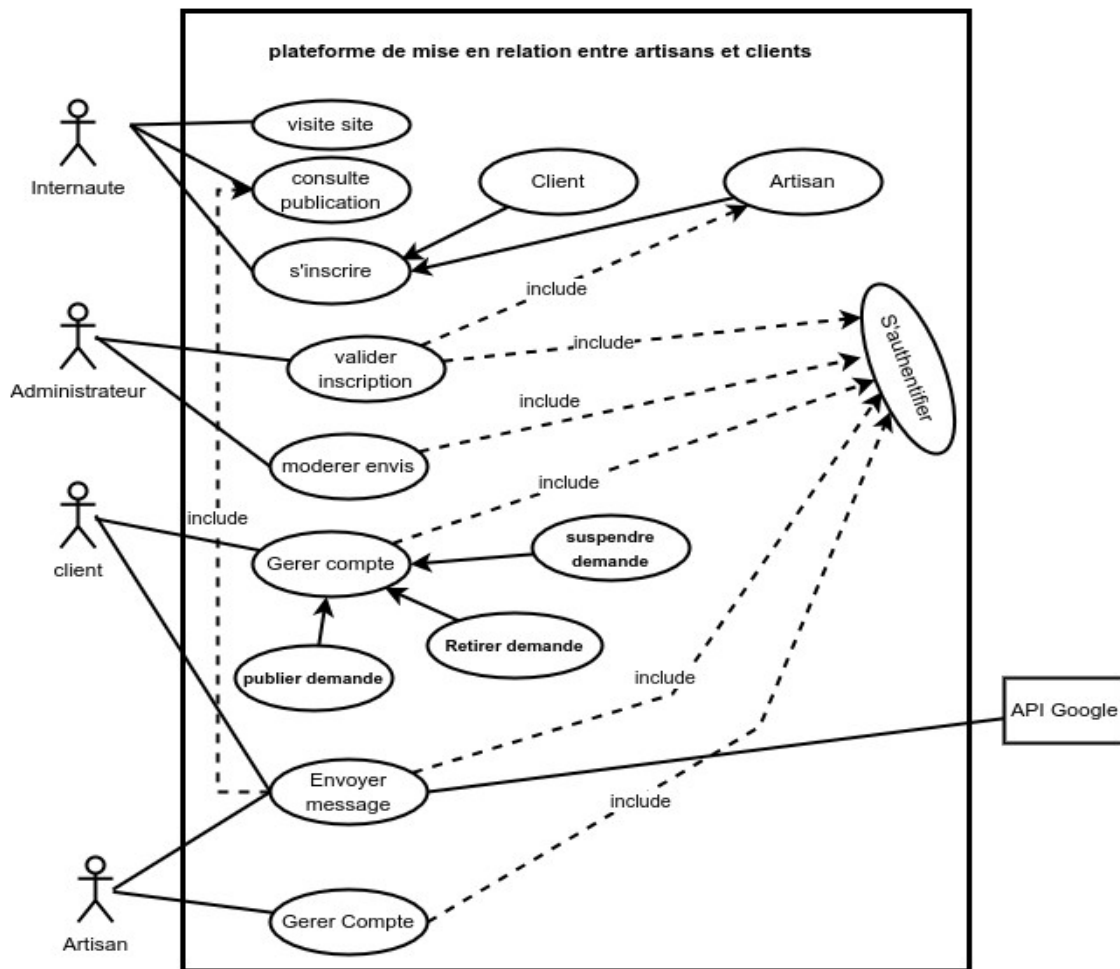 plateforme de mise en relation entre artisans et clients
visite site
Internaute
consulte
publication
Client
Artisan
s'inscrire
include
Administrateur
valider
inscription
include
S'authentifier
include
moderer envis
include
client
include
Gerer compte
suspendre
demande
publier demande
Retirer demande
include
API Google
Envoyer
message
include
Artisan
Gerer Compte